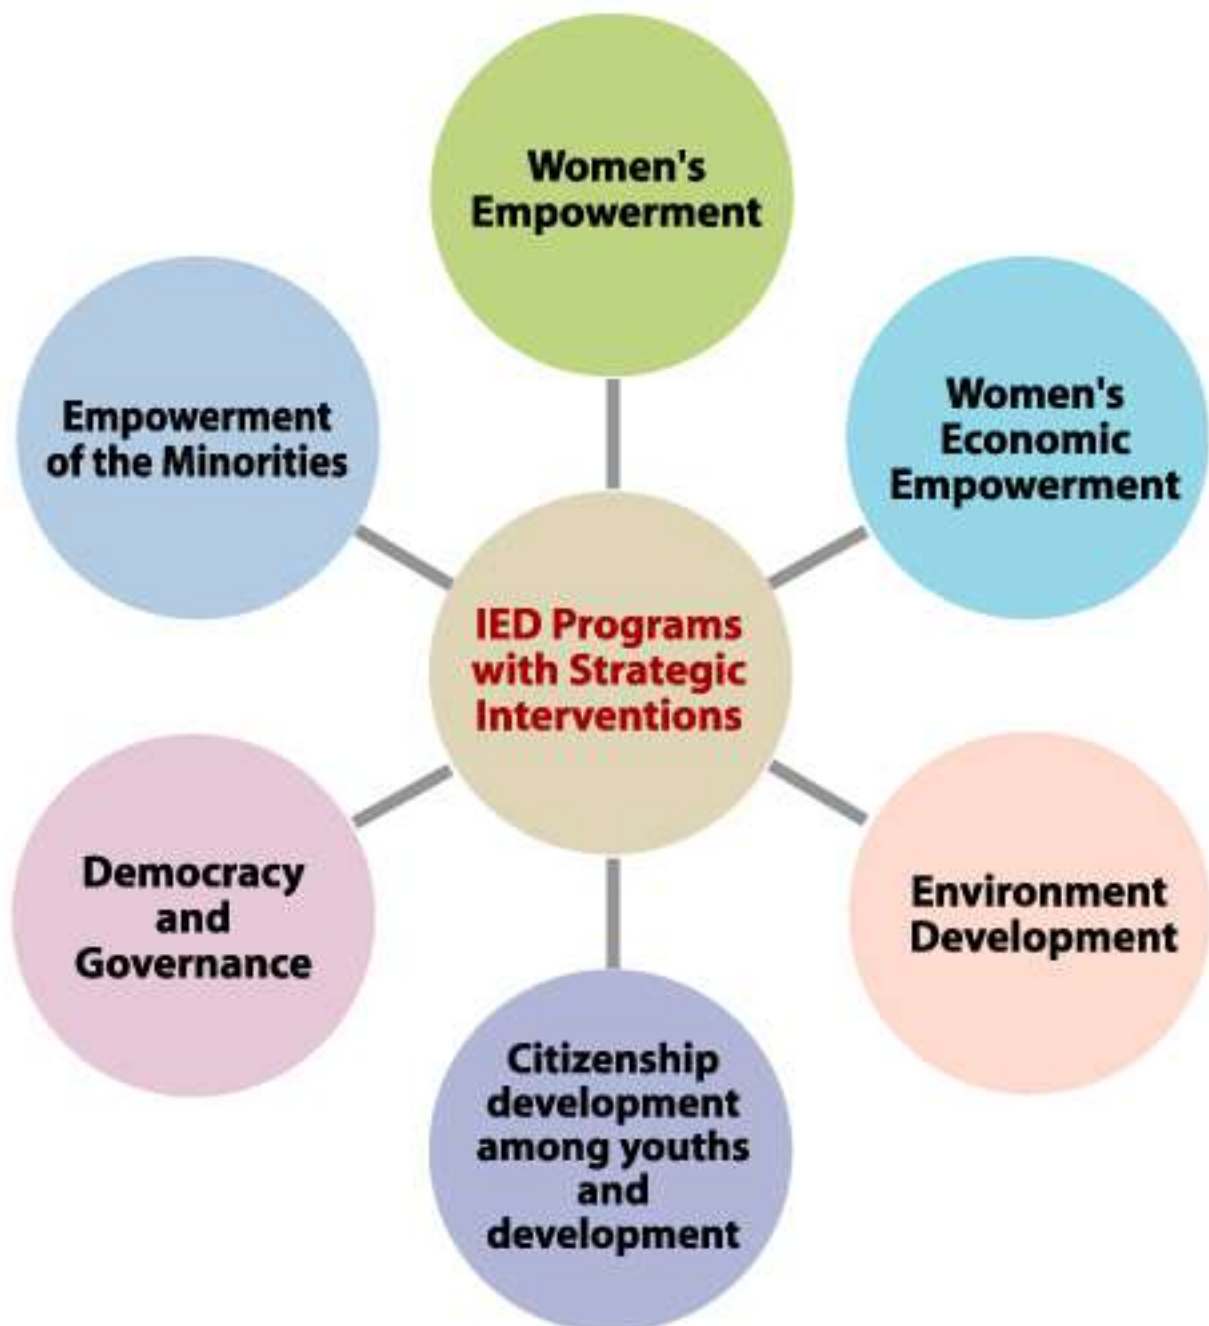 Women's
Empowerment
Women's
Economic
Empowerment
Empowerment
of the Minorities
IED Programs
with Strategic
Interventions
Democracy
and
Governance
Environment
Development
Citizenship
development
among youths
and
development